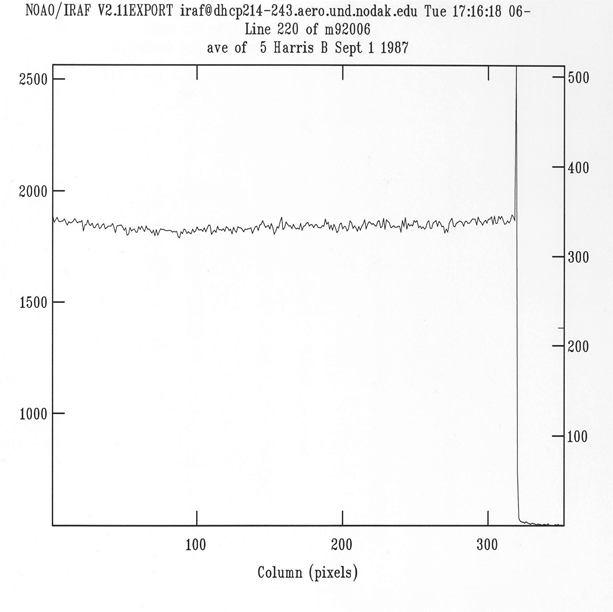 NOAO/IRAF V2.11EXPORT iraf@dhcp214-243.aero.und.nodak.edu Tue 17:16:18 06-
Line 220 of m92006
ave of 5 Harris B Sept 1 1987
2500
2000
1500
1000
500
400
300
200
100
100 200 300
Column (pixels)